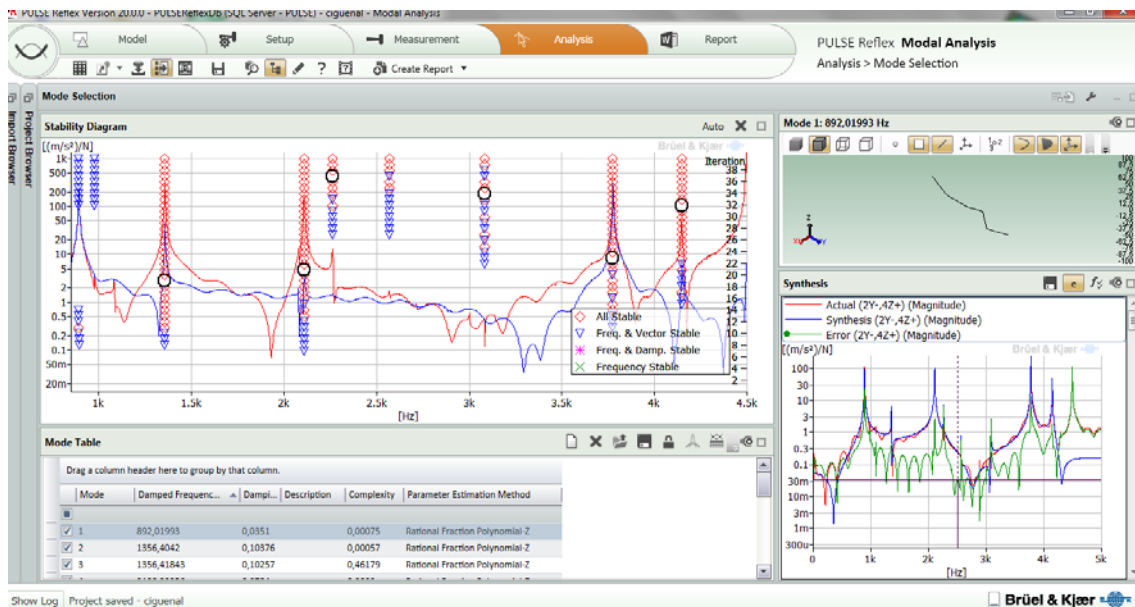 PULSE Reflex Version 20.0.0 - PULSEReflexDb (SQL Server - PULSE) - ciguenal - Modal Analysis
Model
Setup
Measurement
Analysis
Report
PULSE Reflex Modal Analysis
Analysis > Mode Selection
Create Report
Import Browser
Project Browser
Mode Selection
Stability Diagram
Auto
[(m/s²)/N]
Brüel & Kjær
Iteration
1k
500
200
100
50
20
10
5
2
1
0.5
0.2
0.1
50m
20m
38
36
34
32
30
28
26
24
22
20
18
16
14
12
10
8
6
4
2
All Stable
Freq. & Vector Stable
Freq. & Damp. Stable
Frequency Stable
1k
1.5k
2k
2.5k
3k
3.5k
4k
4.5k
[Hz]
Mode 1: 892,01993 Hz
Z
Synthesis
Actual (2Y-,4Z+) (Magnitude)
Synthesis (2Y-,4Z+) (Magnitude)
Error (2Y-,4Z+) (Magnitude)
[(m/s²)/N]
Brüel & Kjær
100
30
10
3
1
0.3
0.1
30m
10m
3m
1m
300u
0
1k
2k
3k
4k
5k
[Hz]
Mode Table
Drag a column header here to group by that column.
Mode Damped Frequenc... Dampi... Description Complexity Parameter Estimation Method
1 892,01993 0,0351 0,00075 Rational Fraction Polynomial-Z
2 1356,4042 0,10376 0,00057 Rational Fraction Polynomial-Z
3 1356,41843 0,10257 0,46179 Rational Fraction Polynomial-Z
Show Log Project saved - ciguenal
Brüel & Kjær